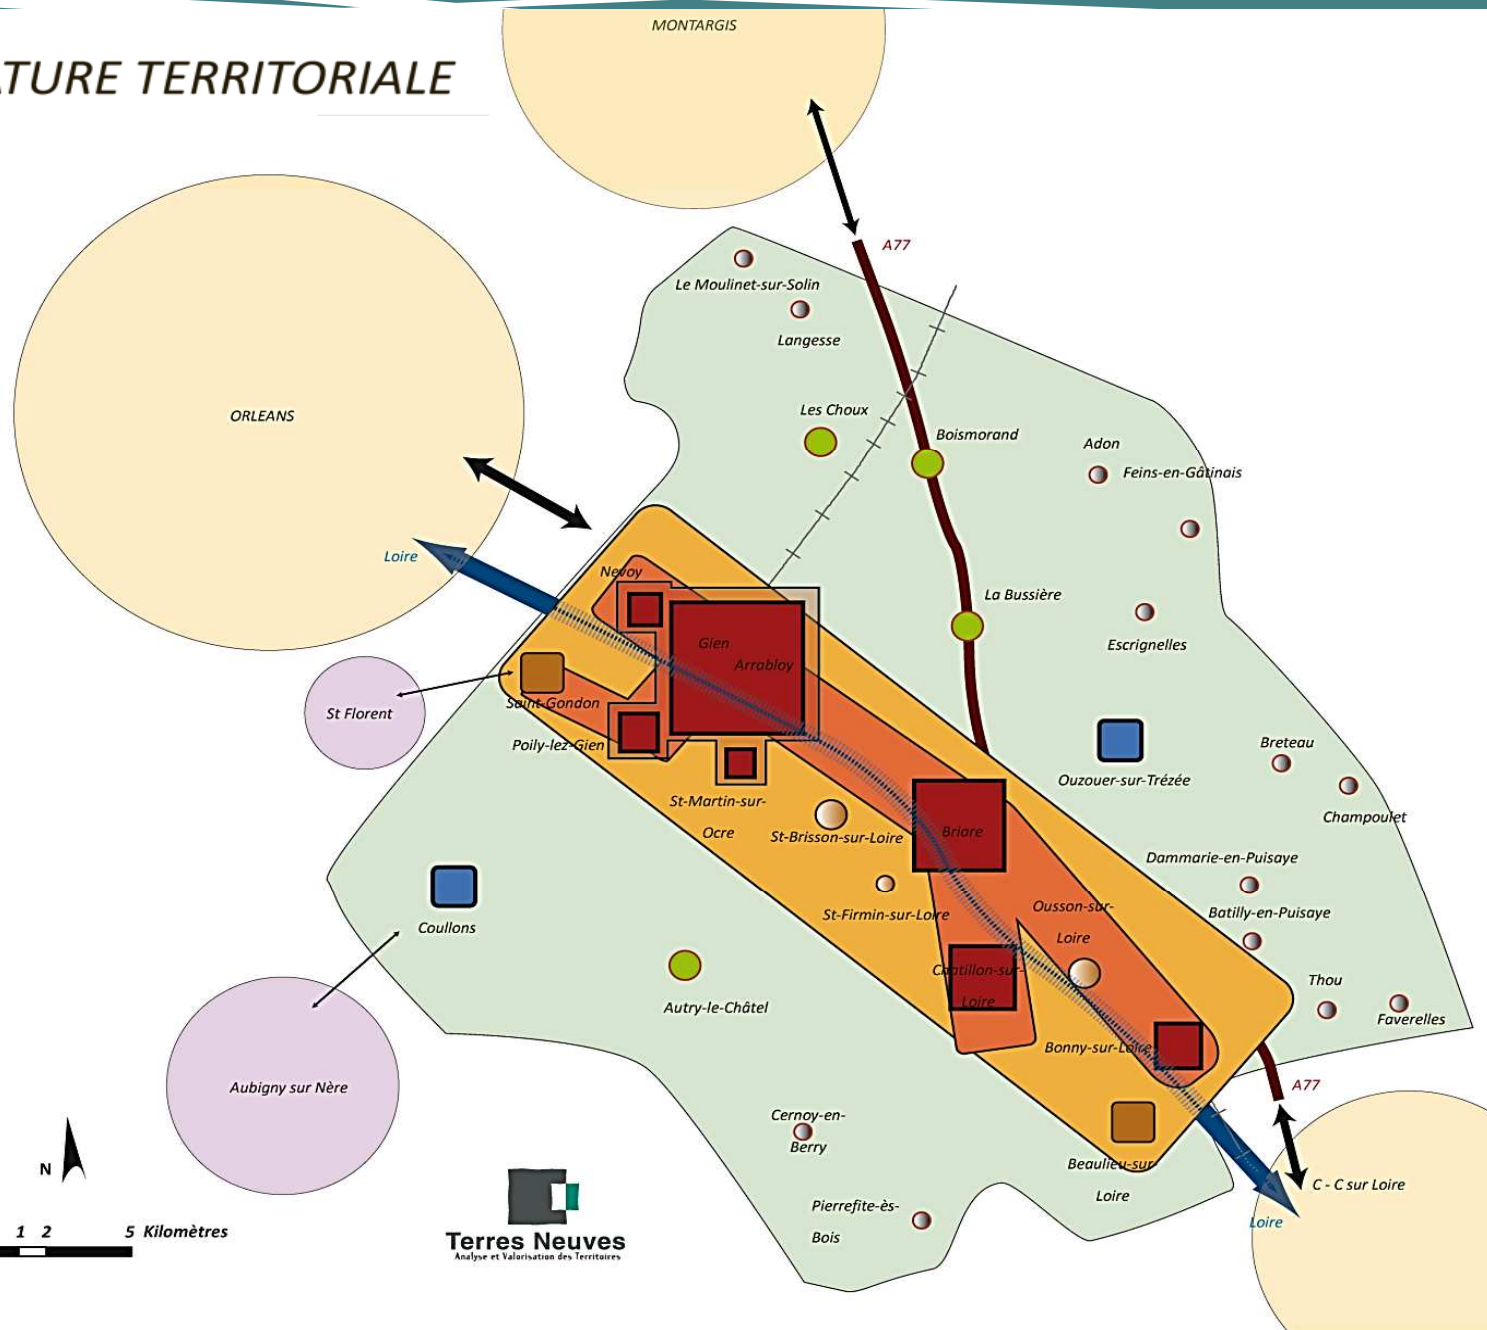 MONTARGIS
ATURE TERRITORIALE
A77
Le Moulinet-sur-Solin
Langesse
ORLEANS
Les Choux
Boismorand
Adon
Feins-en-Gâtinais
Loire
Nevoy
La Bussière
Escrignelles
Gien
Arrabloy
Saint-Gondon
St Florent
Poily-lez-Gien
Breteau
Ouzouer-sur-Trézée
St-Martin-sur-
Ocre
St-Brisson-sur-Loire
Briare
Champoulet
Dammarie-en-Puisaye
St-Firmin-sur-Loire
Ousson-sur-
Loire
Batilly-en-Puisaye
Coullons
Chatillon-sur-
Loire
Thou
Autry-le-Châtel
Faverelles
Bonny-sur-Loire
Aubigny sur Nère
A77
Cernoy-en-
Berry
Beaulieu-sur-
Loire
N
C - C sur Loire
Pierrefite-ès-
Bois
Loire
1 2 5 Kilomètres
Terres Neuves
Analyse et Valorisation des Territoires